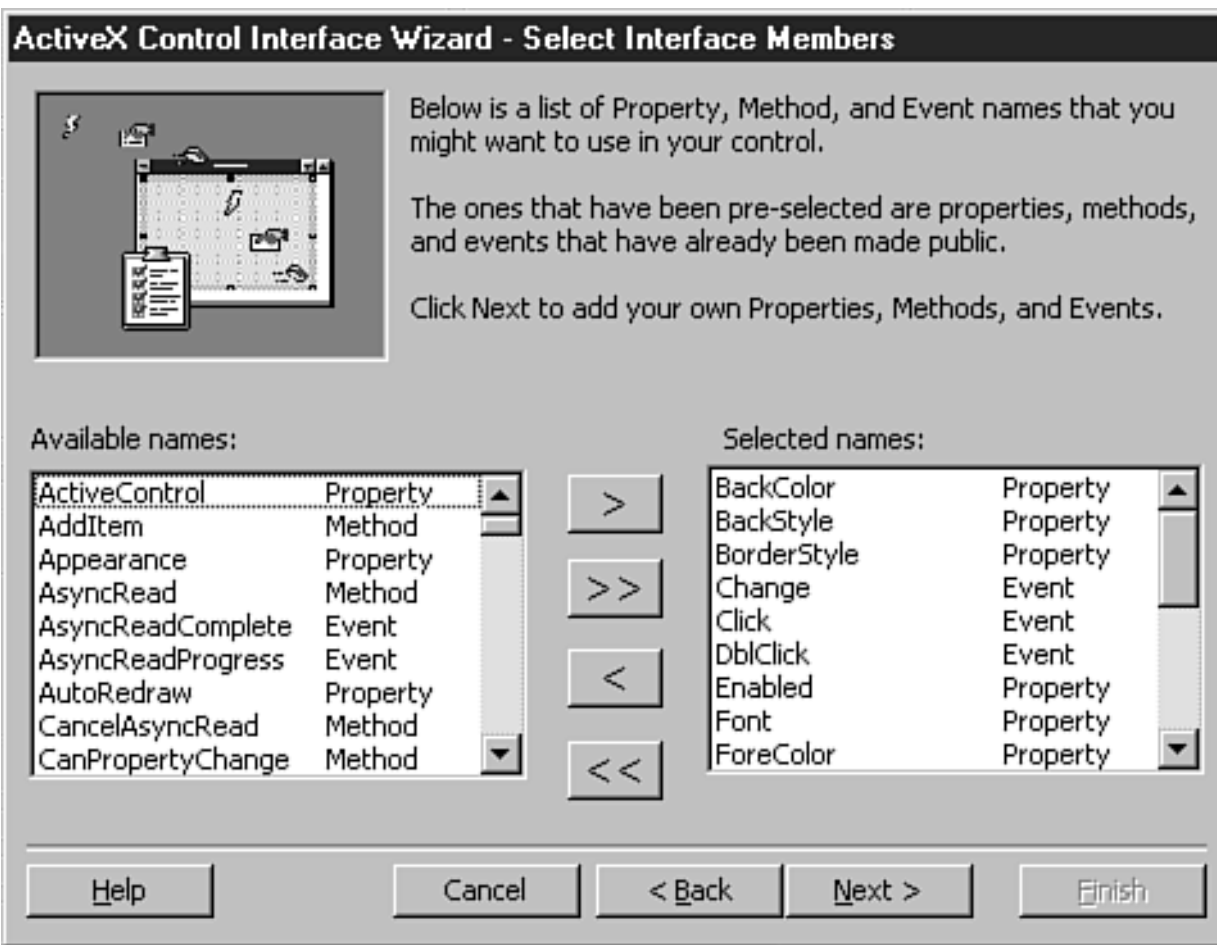 ActiveX Control Interface Wizard - Select Interface Members
Below is a list of Property, Method, and Event names that you
might want to use in your control.
The ones that have been pre-selected are properties, methods,
and events that have already been made public.
Click Next to add your own Properties, Methods, and Events.
Available names:
ActiveControl Property
AddItem Method
Appearance Property
AsyncRead Method
AsyncReadComplete Event
AsyncReadProgress Event
AutoRedraw Property
CancelAsyncRead Method
CanPropertyChange Method
>
>>
<
<<
Selected names:
BackColor Property
BackStyle Property
BorderStyle Property
Change Event
Click Event
DblClick Event
Enabled Property
Font Property
ForeColor Property
Help Cancel < Back Next > Finish